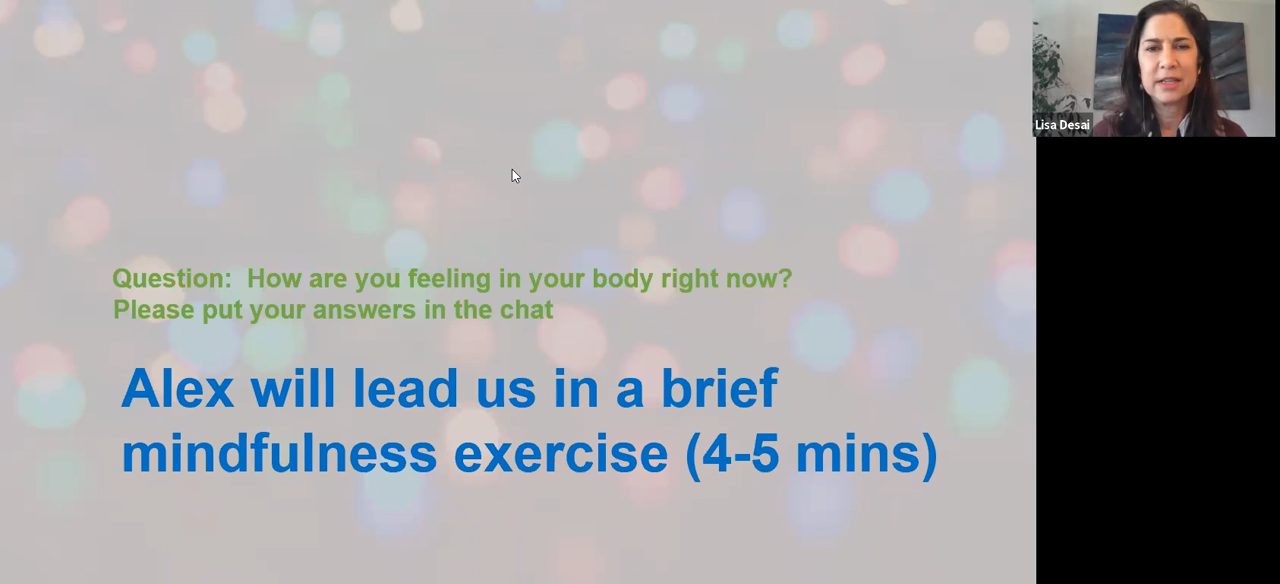 Lisa Desai
Question:  How are you feeling in your body right now?
Please put your answers in the chat
Alex will lead us in a brief
mindfulness exercise (4-5 mins)